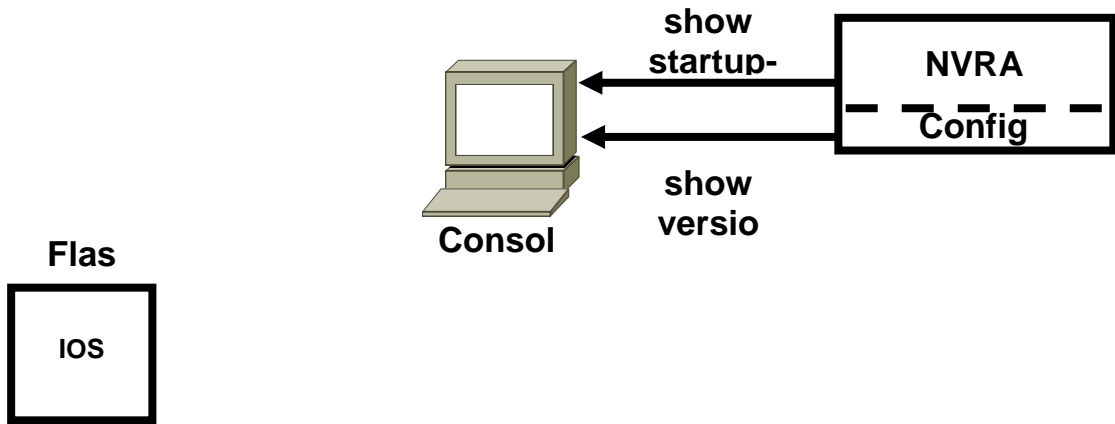 show
startup-
NVRA
Config
show
versio
Consol
Flas
IOS